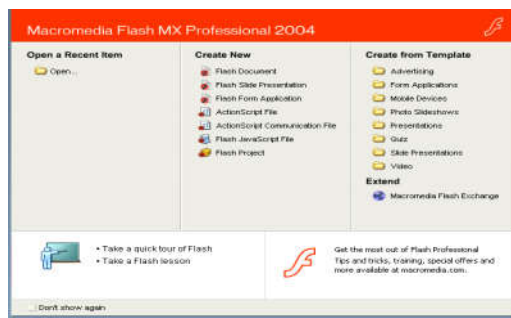 Macromedia Flash MX Professional 2004
Open a Recent Item
Open...
Create New
Flash Document
Flash Slide Presentation
Flash Form Application
ActionScript File
ActionScript Communication File
Flash JavaScript File
Flash Project
Create from Template
Advertising
Form Applications
Mobile Devices
Photo Slideshows
Presentations
Quiz
Slide Presentations
Video
Extend
Macromedia Flash Exchange
• Take a quick tour of Flash
• Take a Flash lesson
Get the most out of Flash Professional
Tips and tricks, training, special offers and
more available at macromedia.com.
Don't show again